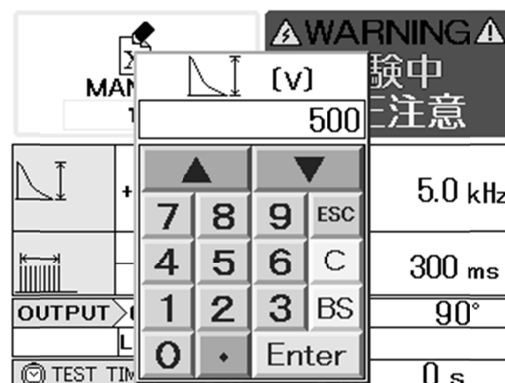 WARNING
MAN
験中
注意
(V)
500
5.0 kHz
7 8 9 ESC
4 5 6 C
300 ms
1 2 3 BS
OUTPUT
90°
0 . Enter
TEST TIM
0 s